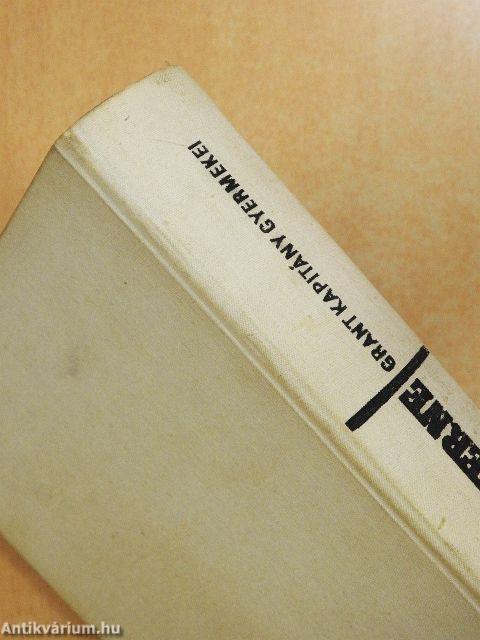 ERNE
GRANT KAPITÁNY GYERMEKEI
Antikvárium.hu